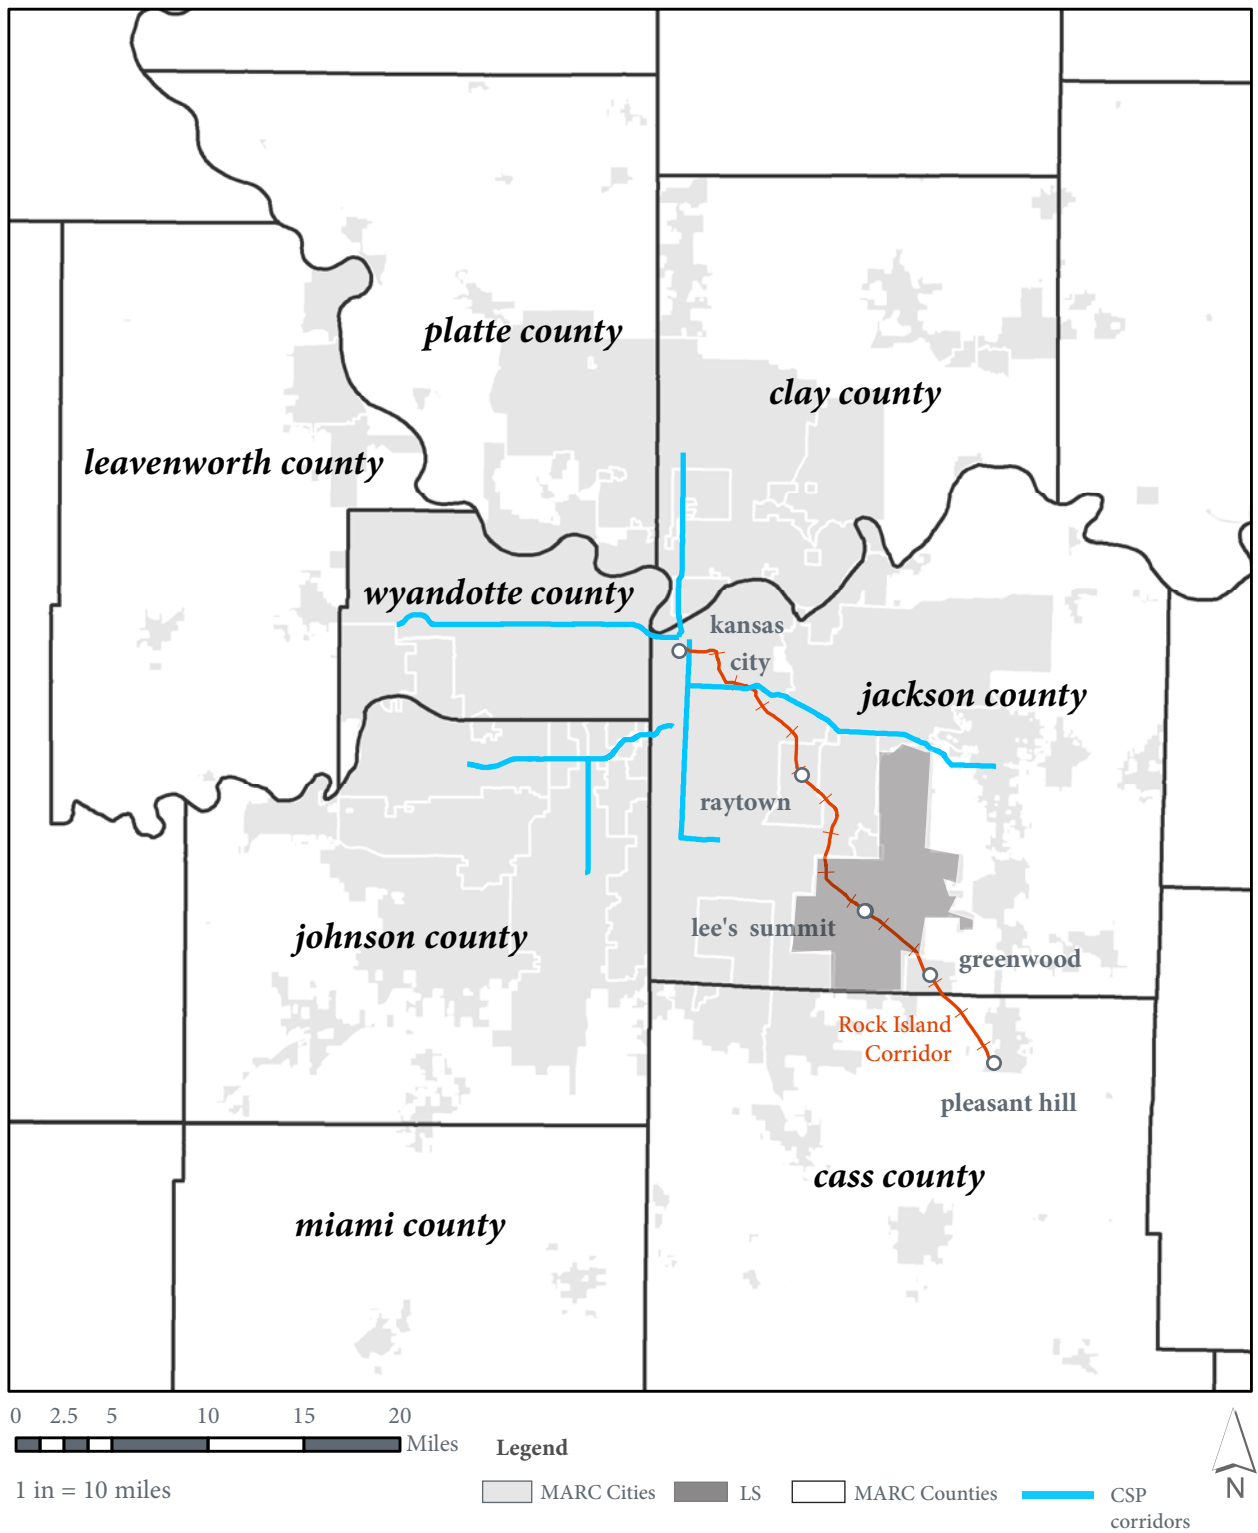 platte county
clay county
leavenworth county
wyandotte county
kansas
city
jackson county
raytown
lee's summit
johnson county
greenwood
Rock Island
Corridor
pleasant hill
cass county
miami county
0 2.5 5 10 15 20
Miles
Legend
1 in = 10 miles
MARC Cities
LS
MARC Counties
CSP
corridors
N